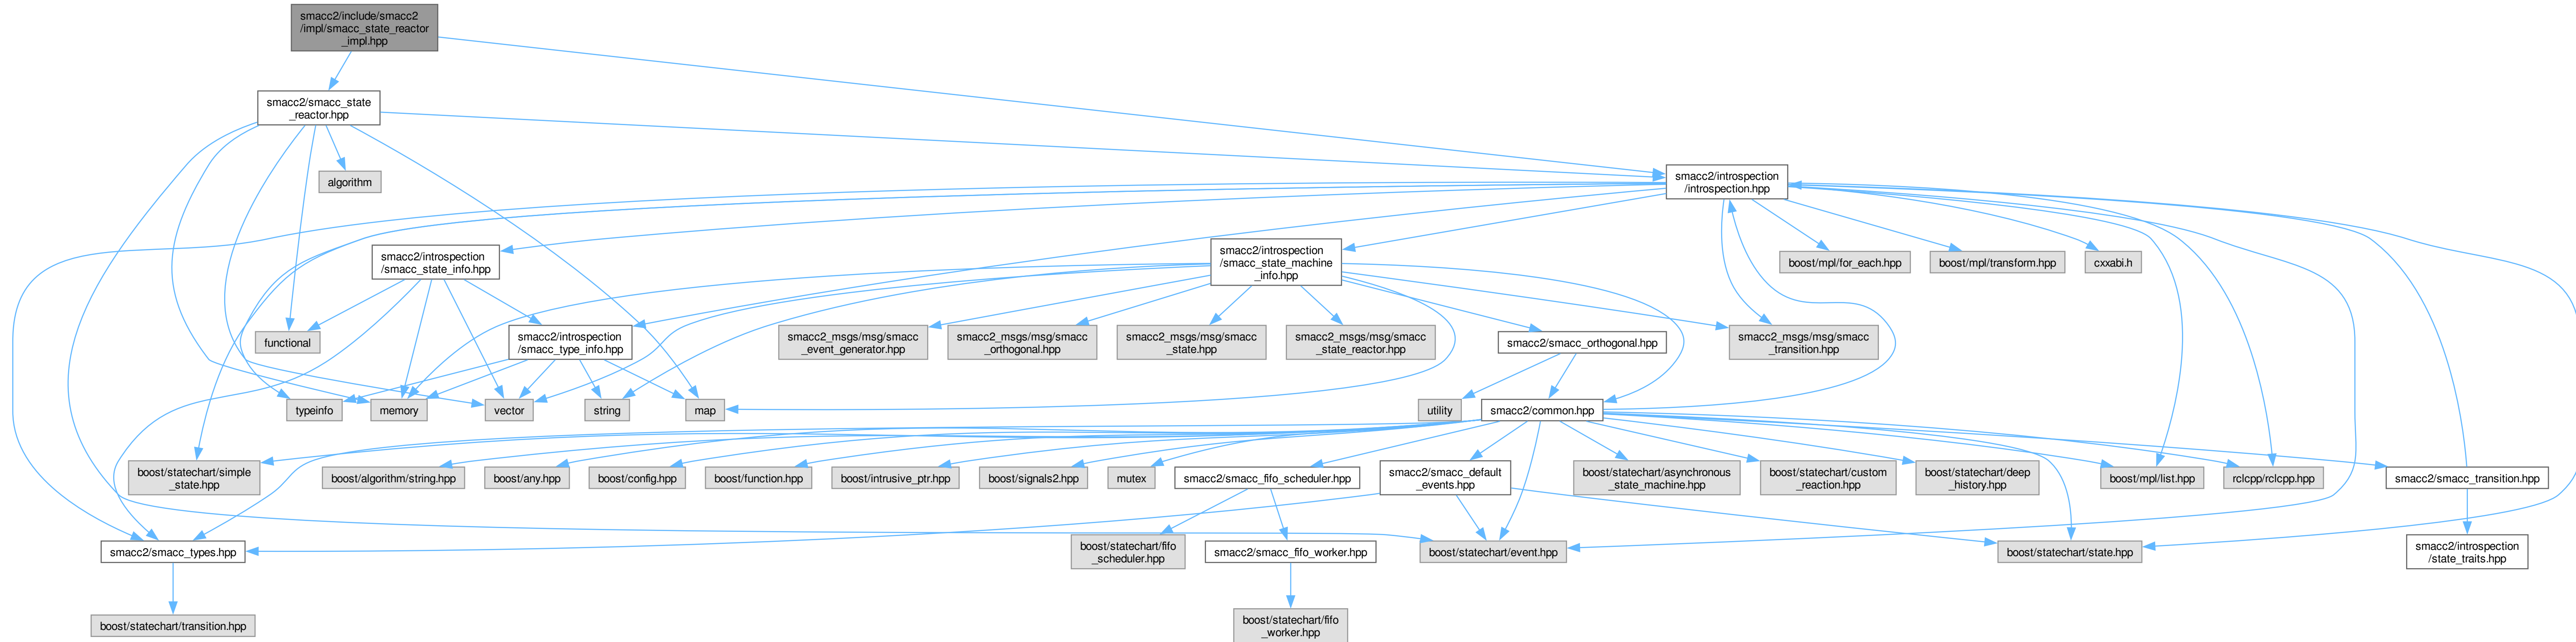 smacc2/include/smacc2
/impl/smacc_state_reactor
_impl.hpp
smacc2/smacc_state
_reactor.hpp
algorithm
smacc2/introspection
/introspection.hpp
smacc2/introspection
/smacc_state_info.hpp
smacc2/introspection
/smacc_state_machine
_info.hpp
boost/mpl/for_each.hpp
boost/mpl/transform.hpp
cxxabi.h
functional
smacc2/introspection
/smacc_type_info.hpp
smacc2_msgs/msg/smacc
_event_generator.hpp
smacc2_msgs/msg/smacc
_orthogonal.hpp
smacc2_msgs/msg/smacc
_state.hpp
smacc2_msgs/msg/smacc
_state_reactor.hpp
smacc2/smacc_orthogonal.hpp
smacc2_msgs/msg/smacc
_transition.hpp
typeinfo
memory
vector
string
map
utility
smacc2/common.hpp
boost/statechart/simple
_state.hpp
boost/algorithm/string.hpp
boost/any.hpp
boost/config.hpp
boost/function.hpp
boost/intrusive_ptr.hpp
boost/signals2.hpp
mutex
smacc2/smacc_fifo_scheduler.hpp
smacc2/smacc_default
_events.hpp
boost/statechart/asynchronous
_state_machine.hpp
boost/statechart/custom
_reaction.hpp
boost/statechart/deep
_history.hpp
boost/mpl/list.hpp
rclcpp/rclcpp.hpp
smacc2/smacc_transition.hpp
smacc2/smacc_types.hpp
boost/statechart/fifo
_scheduler.hpp
smacc2/smacc_fifo_worker.hpp
boost/statechart/event.hpp
boost/statechart/state.hpp
smacc2/introspection
/state_traits.hpp
boost/statechart/transition.hpp
boost/statechart/fifo
_worker.hpp